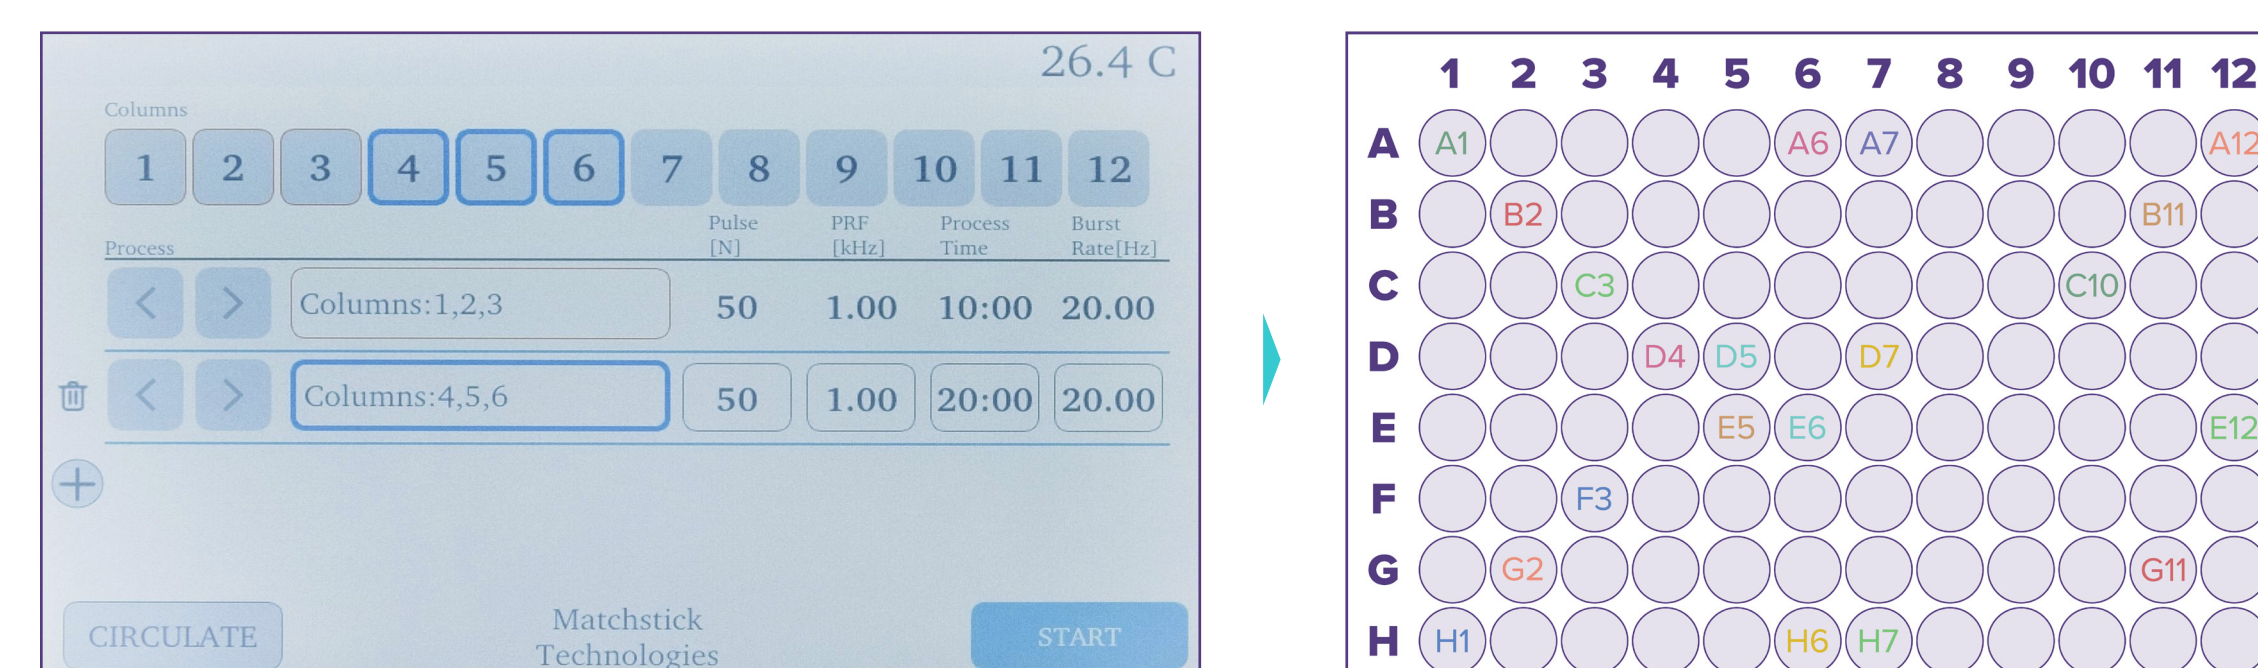 26.4 C
Columns
1 2 3 4 5 6 7 8 9 10 11 12
Process Pulse [N] PRF [kHz] Process Time Burst Rate[Hz]
< > Columns:1,2,3 50 1.00 10:00 20.00
< > Columns:4,5,6 50 1.00 20:00 20.00
+
CIRCULATE
Matchstick
Technologies
START
1 2 3 4 5 6 7 8 9 10 11 12
A A1 A6 A7 A12
B B2 B11
C C3 C10
D D4 D5 D7
E E5 E6 E12
F F3
G G2 G11
H H1 H6 H7